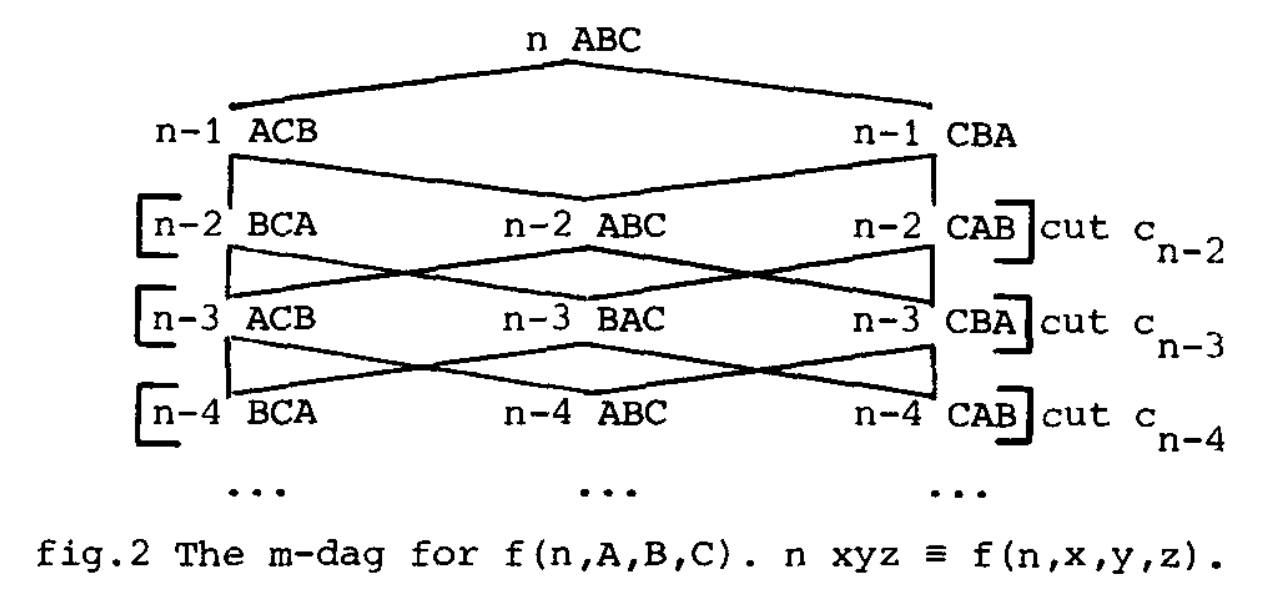 n ABC
n-1 ACB n-1 CBA
[n-2 BCA n-2 ABC n-2 CAB] cut c_{n-2}
[n-3 ACB n-3 BAC n-3 CBA] cut c_{n-3}
[n-4 BCA n-4 ABC n-4 CAB] cut c_{n-4}
... ... ...
fig.2 The m-dag for f(n,A,B,C). n xyz ≡ f(n,x,y,z).